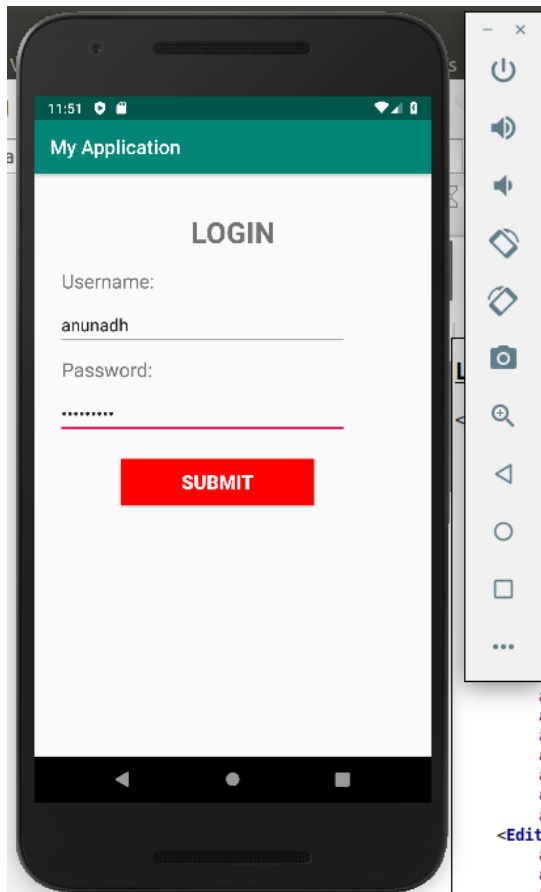 11:51
My Application
LOGIN
Username:
anunadh
Password:
•••••••••
SUBMIT
<Edit